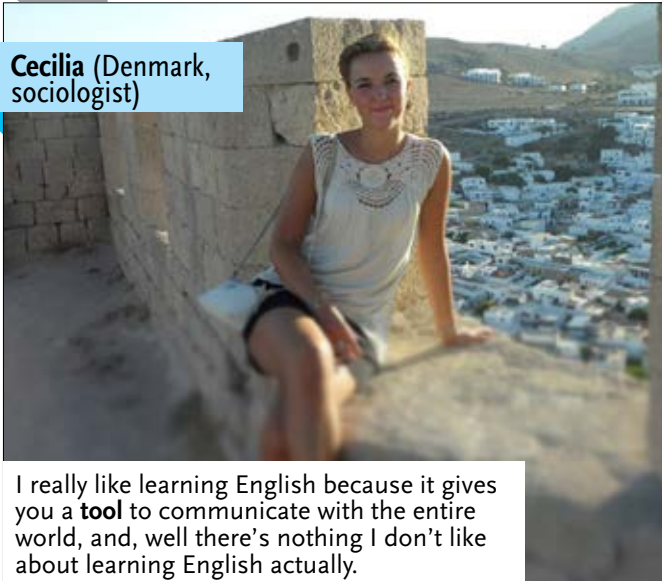 Cecilia (Denmark,
sociologist)
I really like learning English because it gives
you a tool to communicate with the entire
world, and, well there's nothing I don't like
about learning English actually.